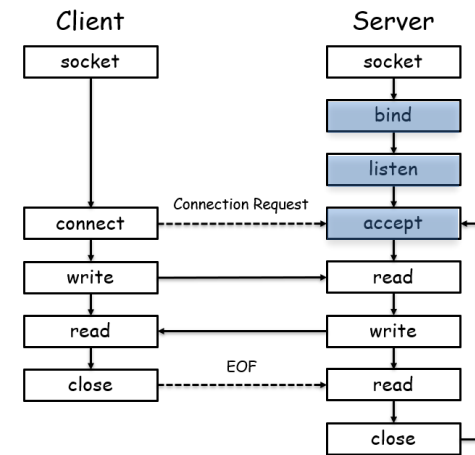 Client Server
socket socket
bind
listen
Connection Request
connect accept
write read
read write
EOF
close read
close